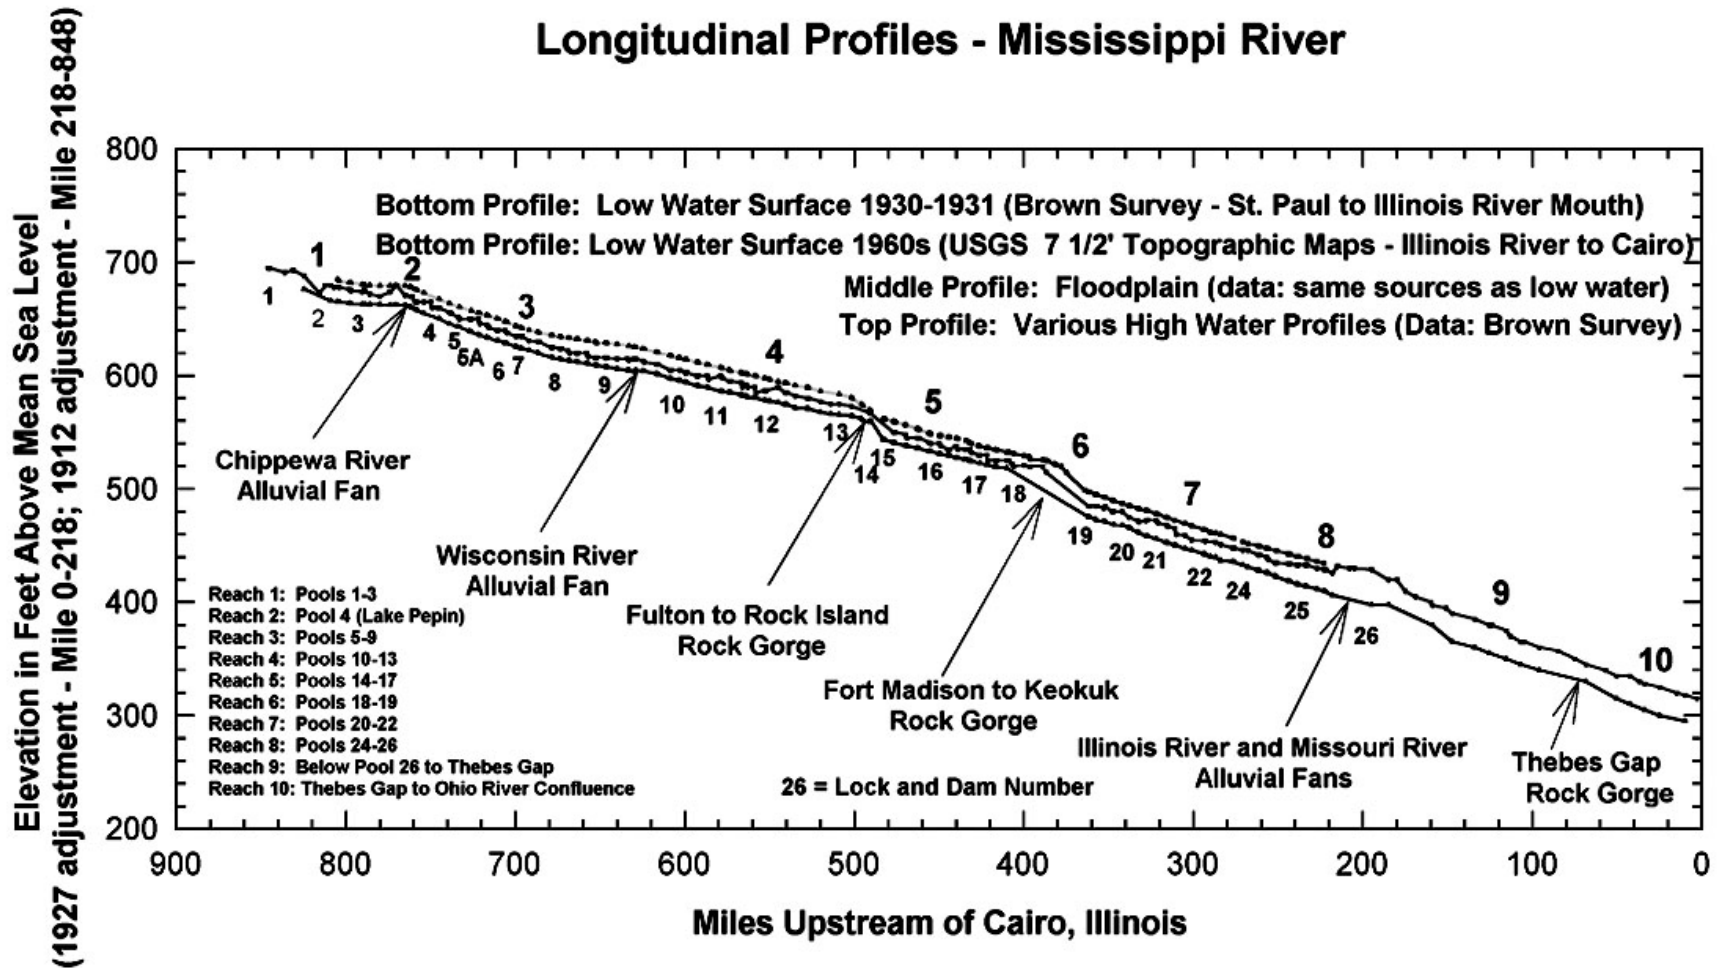 Longitudinal Profiles - Mississippi River
Elevation in Feet Above Mean Sea Level
(1927 adjustment - Mile 0-218; 1912 adjustment - Mile 218-848)
800
700
600
500
400
300
200
Bottom Profile: Low Water Surface 1930-1931 (Brown Survey - St. Paul to Illinois River Mouth)
Bottom Profile: Low Water Surface 1960s (USGS 7 1/2' Topographic Maps - Illinois River to Cairo)
Middle Profile: Floodplain (data: same sources as low water)
Top Profile: Various High Water Profiles (Data: Brown Survey)
1
2
3
4
5
6
7
8
9
10
1
2
3
4
5
5A
6
7
8
9
10
11
12
13
14
15
16
17
18
19
20
21
22
24
25
26
Chippewa River
Alluvial Fan
Wisconsin River
Alluvial Fan
Fulton to Rock Island
Rock Gorge
Fort Madison to Keokuk
Rock Gorge
Illinois River and Missouri River
Alluvial Fans
Thebes Gap
Rock Gorge
Reach 1: Pools 1-3
Reach 2: Pool 4 (Lake Pepin)
Reach 3: Pools 5-9
Reach 4: Pools 10-13
Reach 5: Pools 14-17
Reach 6: Pools 18-19
Reach 7: Pools 20-22
Reach 8: Pools 24-26
Reach 9: Below Pool 26 to Thebes Gap
Reach 10: Thebes Gap to Ohio River Confluence
26 = Lock and Dam Number
900 800 700 600 500 400 300 200 100 0
Miles Upstream of Cairo, Illinois